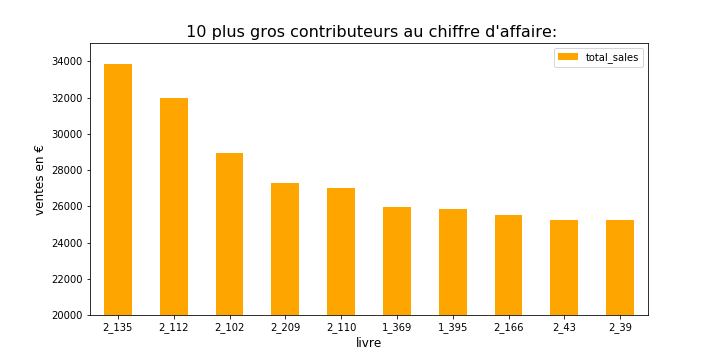 10 plus gros contributeurs au chiffre d'affaire:
total_sales
ventes en €
34000
32000
30000
28000
26000
24000
22000
20000
2_135 2_112 2_102 2_209 2_110 1_369 1_395 2_166 2_43 2_39
livre